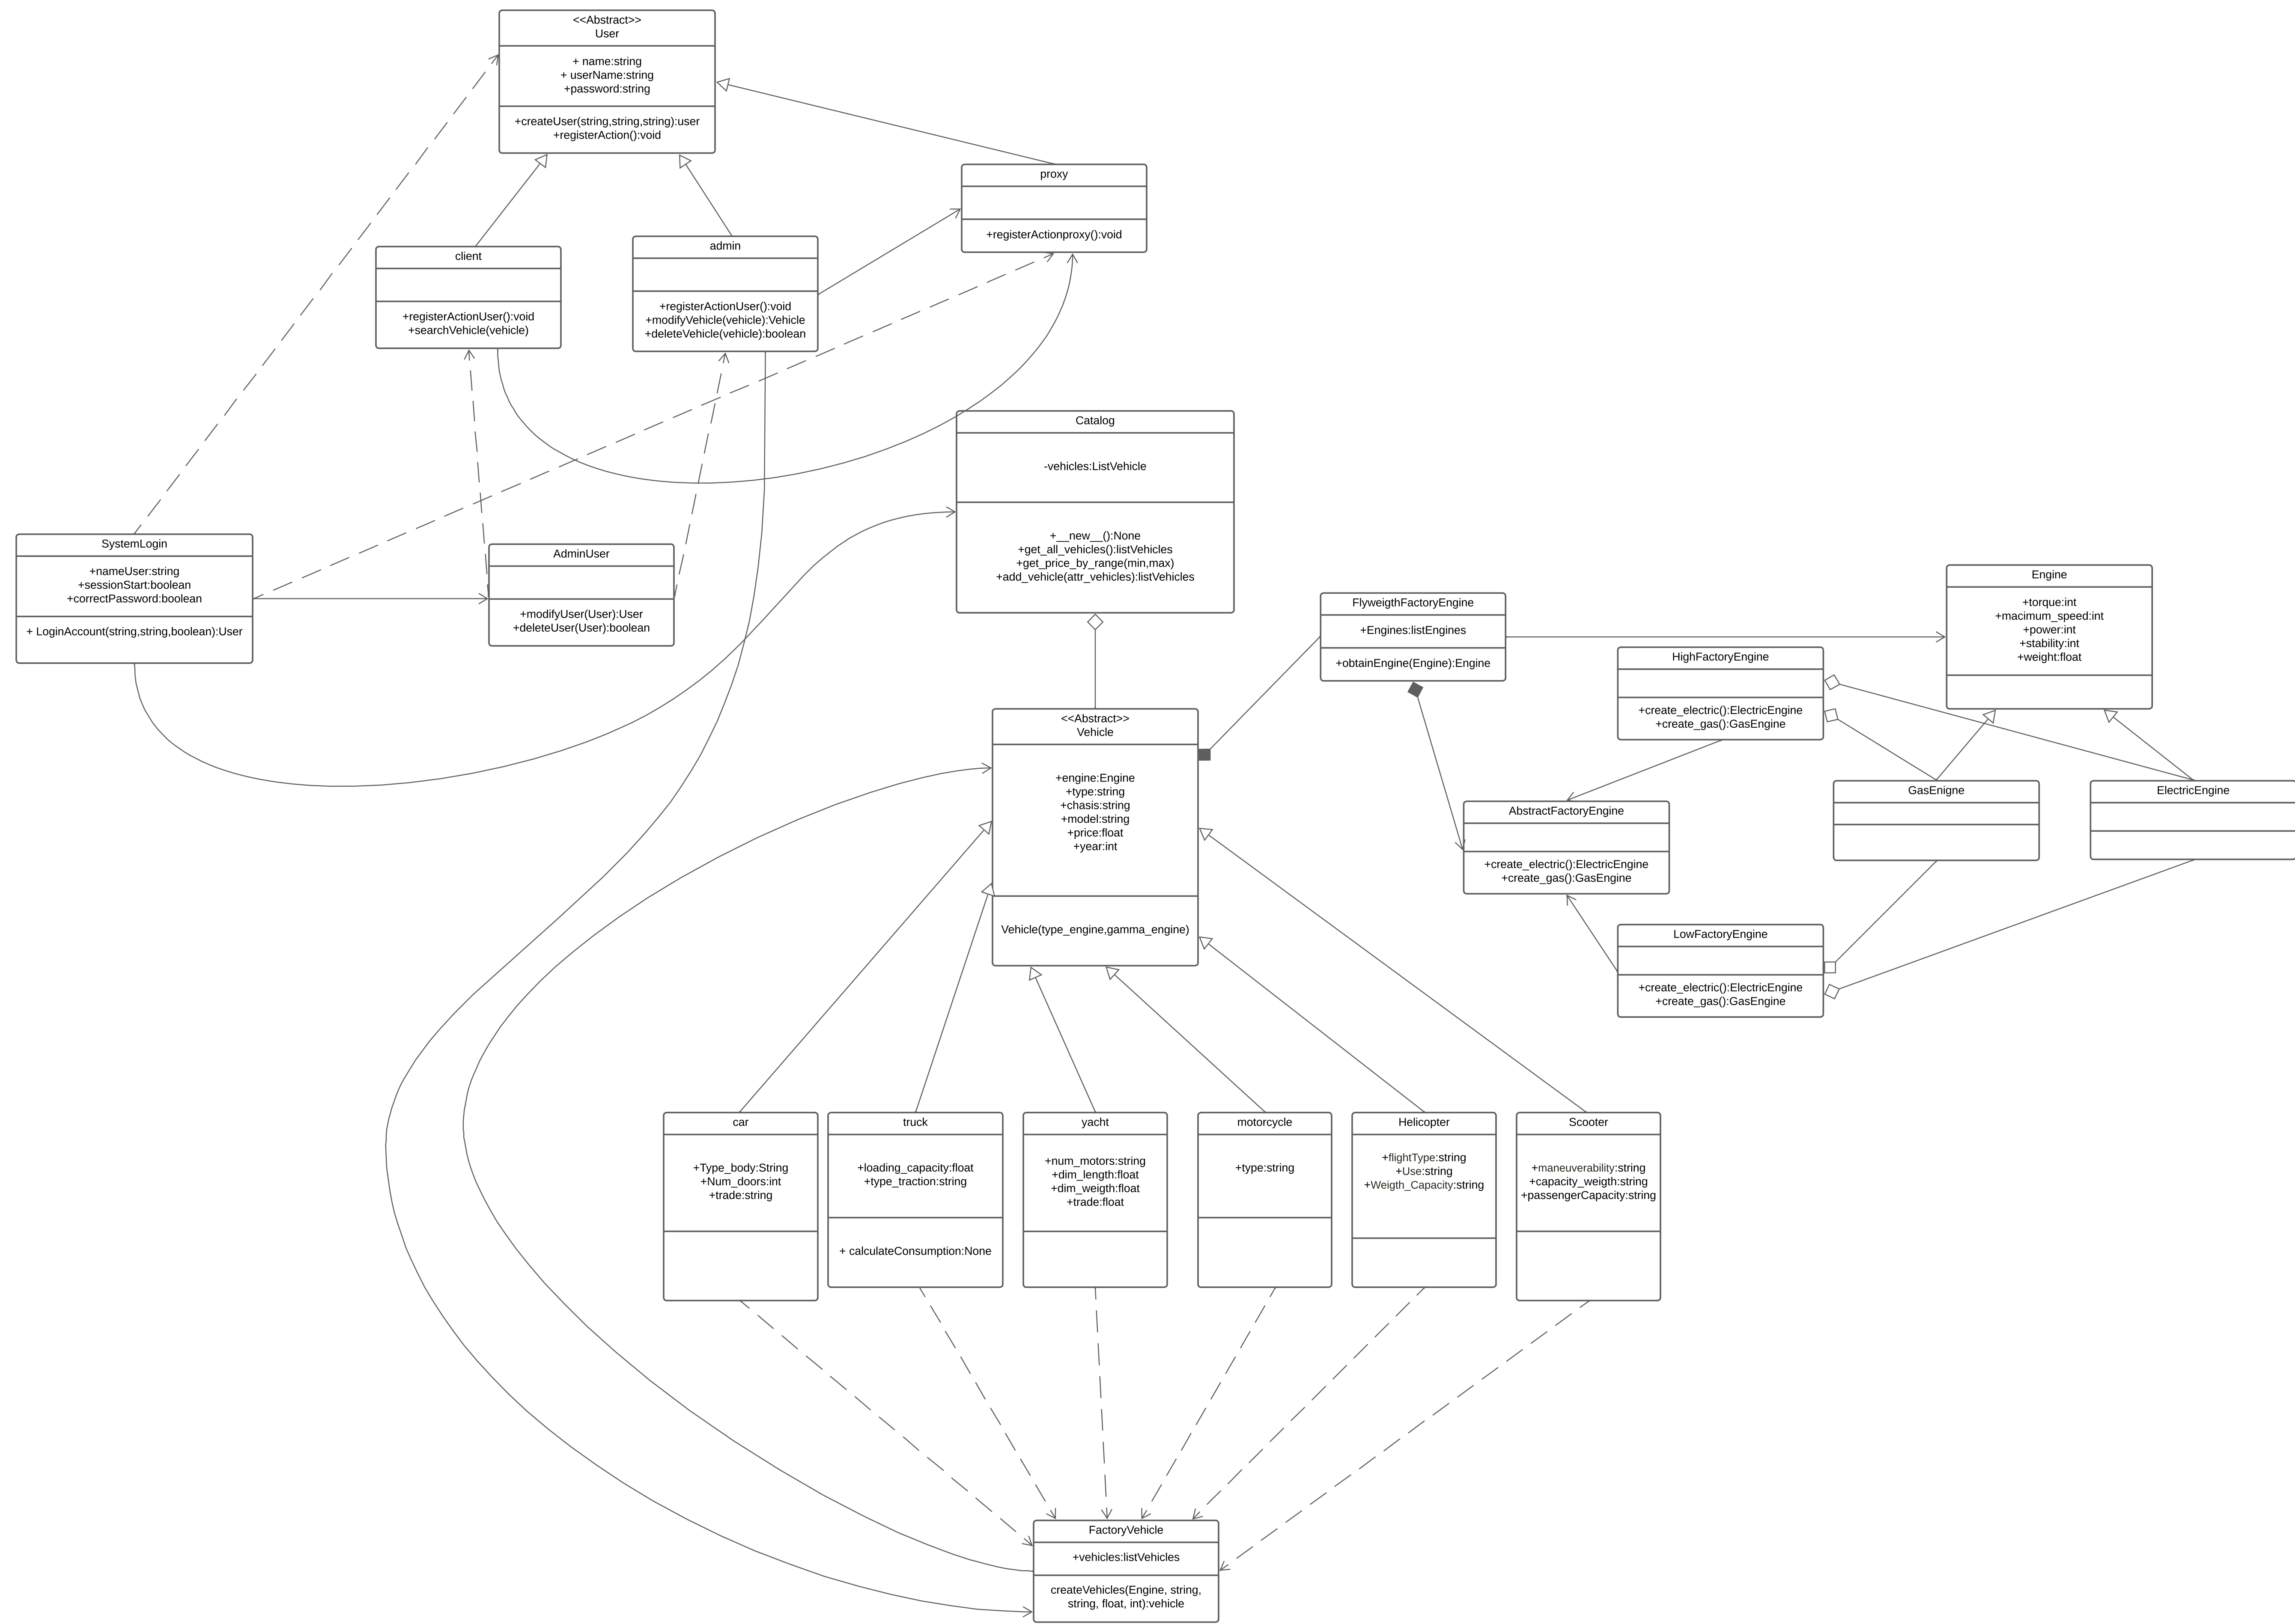 <<Abstract>>
User
+ name:string
+ userName:string
+password:string
+createUser(string,string,string):user
+registerAction():void
proxy
+registerActionproxy():void
client
+registerActionUser():void
+searchVehicle(vehicle)
admin
+registerActionUser():void
+modifyVehicle(vehicle):Vehicle
+deleteVehicle(vehicle):boolean
Catalog
-vehicles:ListVehicle
+__new__():None
+get_all_vehicles():listVehicles
+get_price_by_range(min,max)
+add_vehicle(attr_vehicles):listVehicles
SystemLogin
+nameUser:string
+sessionStart:boolean
+correctPassword:boolean
+ LoginAccount(string,string,boolean):User
AdminUser
+modifyUser(User):User
+deleteUser(User):boolean
FlyweigthFactoryEngine
+Engines:listEngines
+obtainEngine(Engine):Engine
Engine
+torque:int
+macimum_speed:int
+power:int
+stability:int
+weight:float
HighFactoryEngine
+create_electric():ElectricEngine
+create_gas():GasEngine
<<Abstract>>
Vehicle
+engine:Engine
+type:string
+chasis:string
+model:string
+price:float
+year:int
Vehicle(type_engine,gamma_engine)
AbstractFactoryEngine
+create_electric():ElectricEngine
+create_gas():GasEngine
GasEnigne
ElectricEngine
LowFactoryEngine
+create_electric():ElectricEngine
+create_gas():GasEngine
car
+Type_body:String
+Num_doors:int
+trade:string
truck
+loading_capacity:float
+type_traction:string
+ calculateConsumption:None
yacht
+num_motors:string
+dim_length:float
+dim_weigth:float
+trade:float
motorcycle
+type:string
Helicopter
+flightType:string
+Use:string
+Weigth_Capacity:string
Scooter
+maneuverability:string
+capacity_weigth:string
+passengerCapacity:string
FactoryVehicle
+vehicles:listVehicles
createVehicles(Engine, string,
string, float, int):vehicle